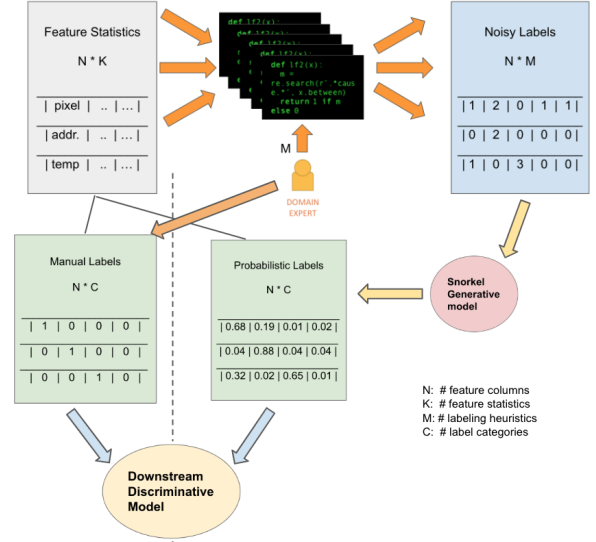 Feature Statistics
N * K
| pixel | .. | ... |
| addr. | .. | ... |
| temp | .. | ... |
def lf2(x):
def lf2(x):
m =
re.search(r`.*caus
e.*`, x.between)
return 1 if m
else 0
Noisy Labels
N * M
| 1 | 2 | 0 | 1 | 1 |
| 0 | 2 | 0 | 0 | 0 |
| 1 | 0 | 3 | 0 | 0 |
M
DOMAIN
EXPERT
Manual Labels
N * C
| 1 | 0 | 0 | 0 |
| 0 | 1 | 0 | 0 |
| 0 | 0 | 1 | 0 |
Probabilistic Labels
N * C
| 0.68 | 0.19 | 0.01 | 0.02 |
| 0.04 | 0.88 | 0.04 | 0.04 |
| 0.32 | 0.02 | 0.65 | 0.01 |
Snorkel
Generative
model
N: # feature columns
K: # feature statistics
M: # labeling heuristics
C: # label categories
Downstream
Discriminative
Model